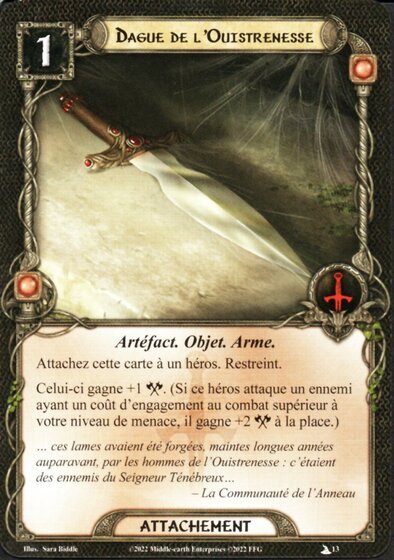 1
DAGUE DE L'OUISTRENESSE
Artéfact. Objet. Arme.
Attachez cette carte à un héros. Restreint.
Celui-ci gagne +1 . (Si ce héros attaque un ennemi
ayant un coût d'engagement au combat supérieur à
votre niveau de menace, il gagne +2 à la place.)
... ces lames avaient été forgées, maintes longues années
auparavant, par les hommes de l'Ouistrenesse : c'étaient
des ennemis du Seigneur Ténébreux...
– La Communauté de l'Anneau
ATTACHEMENT
Illus. Sara Biddle ©2022 Middle-earth Enterprises ©2022 FFG 13